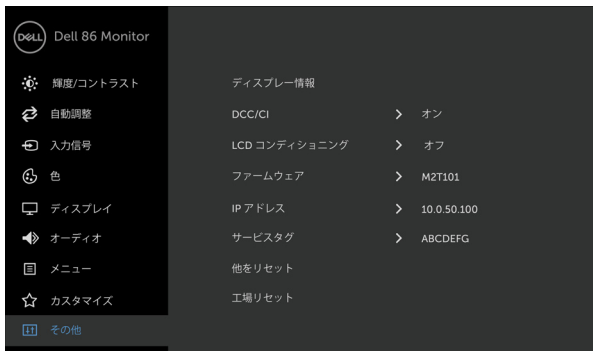 DELL Dell 86 Monitor
輝度/コントラスト
自動調整
入力信号
色
ディスプレイ
オーディオ
メニュー
カスタマイズ
その他
ディスプレー情報
DCC/CI > オン
LCD コンディショニング > オフ
ファームウェア > M2T101
IP アドレス > 10.0.50.100
サービスタグ > ABCDEFG
他をリセット
工場リセット